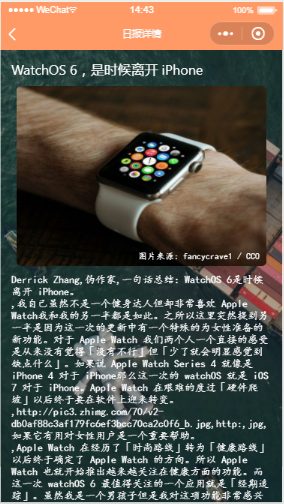 WeChat
14:43
100%
日报详情
WatchOS 6，是时候离开 iPhone
图片来源：fancycrave1 / CC0
Derrick Zhang,伪作家,一句话总结：WatchOS 6是时候
离开 iPhone。
,我自己虽然不是一个健身达人但却非常喜欢 Apple
Watch我和我的另一半都是如此。之所以这里突然提到另
一半是因为这一次的更新中有一个特殊的为女性准备的
新功能。对于 Apple Watch 我们两个人一个直接的感受
是从来没有觉得「没有不行」但「少了就会明显感觉到
缺点什么」。如果说 Apple Watch Series 4 就像是
iPhone 4 对于 iPhone那么这一次的 watchOS 就是 iOS
7 对于 iPhone。Apple Watch 在艰难的度过「硬件爬
坡」以后终于要在软件上迎来转变。
,http://pic3.zhimg.com/70/v2-
db0af88c3af179fc6ef3bec70ca2c0f6_b.jpg,http:,jpg,
如果它有用对女性用户是一个重要帮助。
,Apple Watch 在经历了「时尚路线」转为「健康路线」
以后终于确定了 Apple Watch 的方向。所以 Apple
Watch 也就开始推出越来越关注在健康方面的功能。而
这一次 watchOS 6 最值得关注的一个应用就是「经期追
踪」。虽然我是一个男孩子但是我对这项功能非常感兴